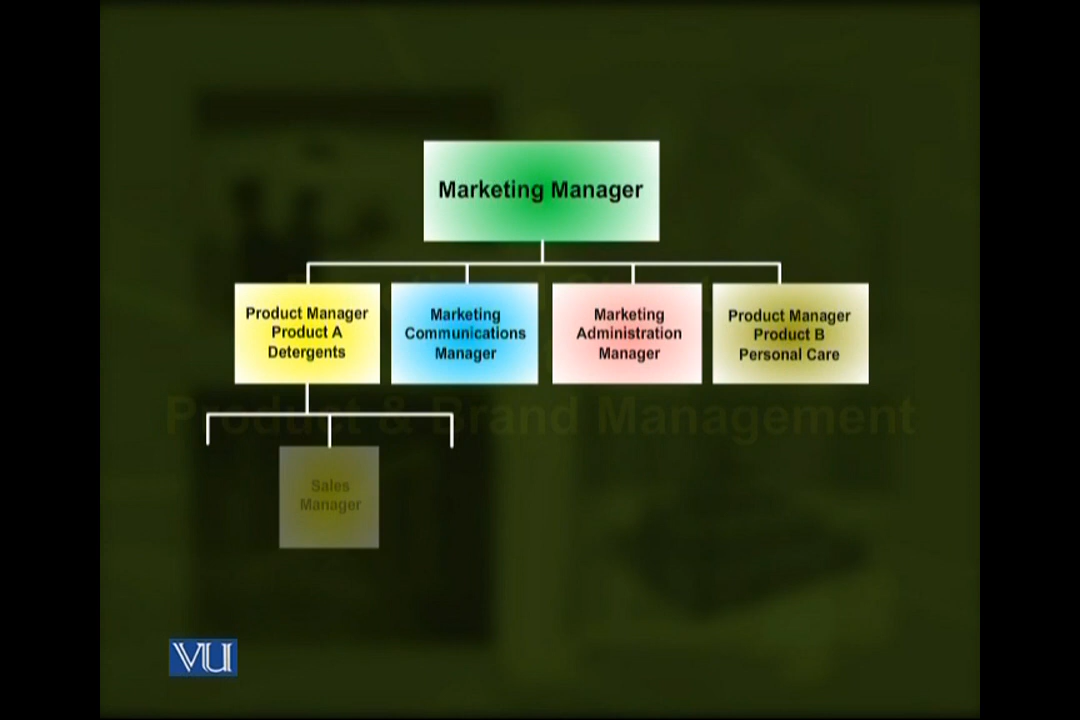 Marketing Manager
Product Manager
Product A
Detergents
Marketing
Communications
Manager
Marketing
Administration
Manager
Product Manager
Product B
Personal Care
Product & Brand Management
Sales
Manager
VU